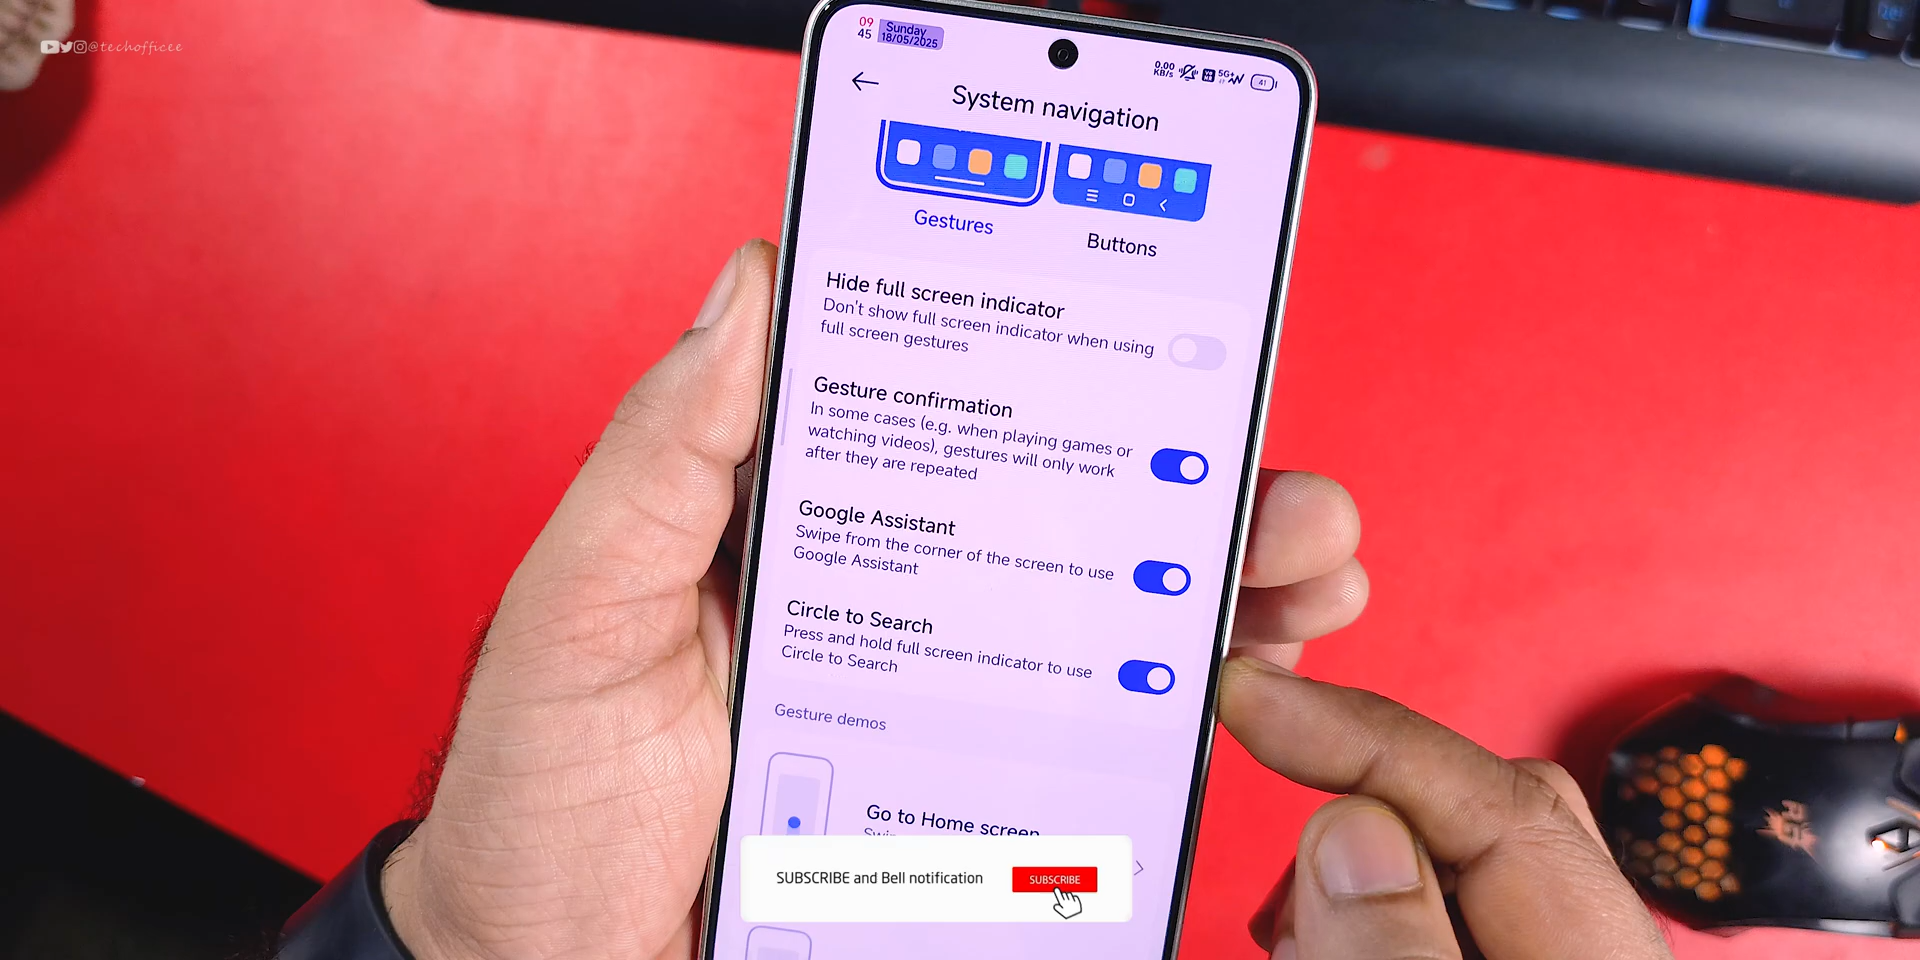 @techofficee
09
45
Sunday
18/05/2025
0.00
KB/s
5G+
41
System navigation
Gestures
Buttons
Hide full screen indicator
Don't show full screen indicator when using
full screen gestures
Gesture confirmation
In some cases (e.g. when playing games or
watching videos), gestures will only work
after they are repeated
Google Assistant
Swipe from the corner of the screen to use
Google Assistant
Circle to Search
Press and hold full screen indicator to use
Circle to Search
Gesture demos
Go to Home screen
SUBSCRIBE and Bell notification
SUBSCRIBE